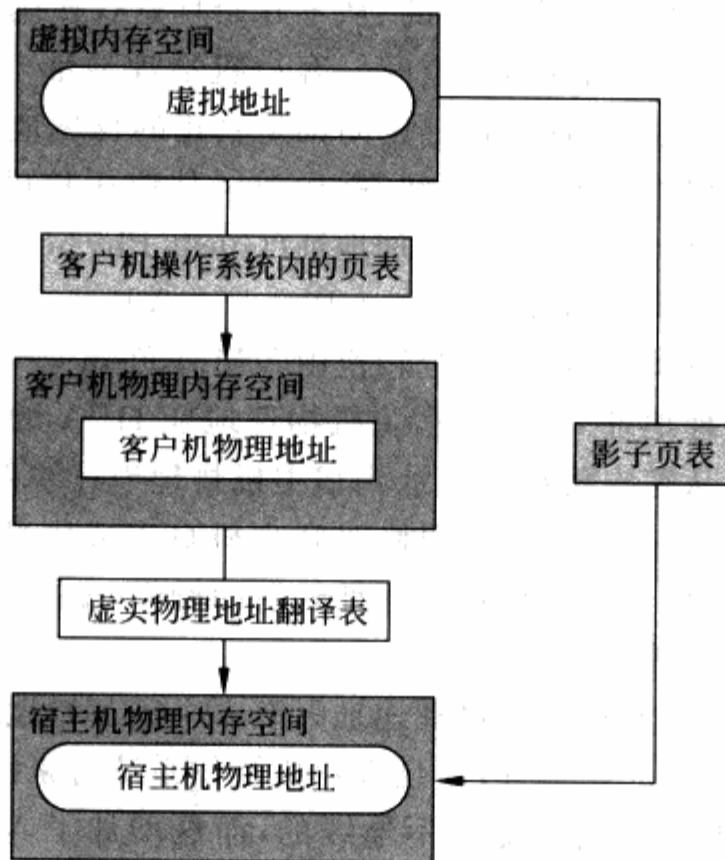 虚拟内存空间
虚拟地址
客户机操作系统内的页表
客户机物理内存空间
客户机物理地址
影子页表
虚实物理地址翻译表
宿主机物理内存空间
宿主机物理地址